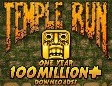 TEMPLE RUN
ONE YEAR
100 MILLION+
DOWNLOADS!